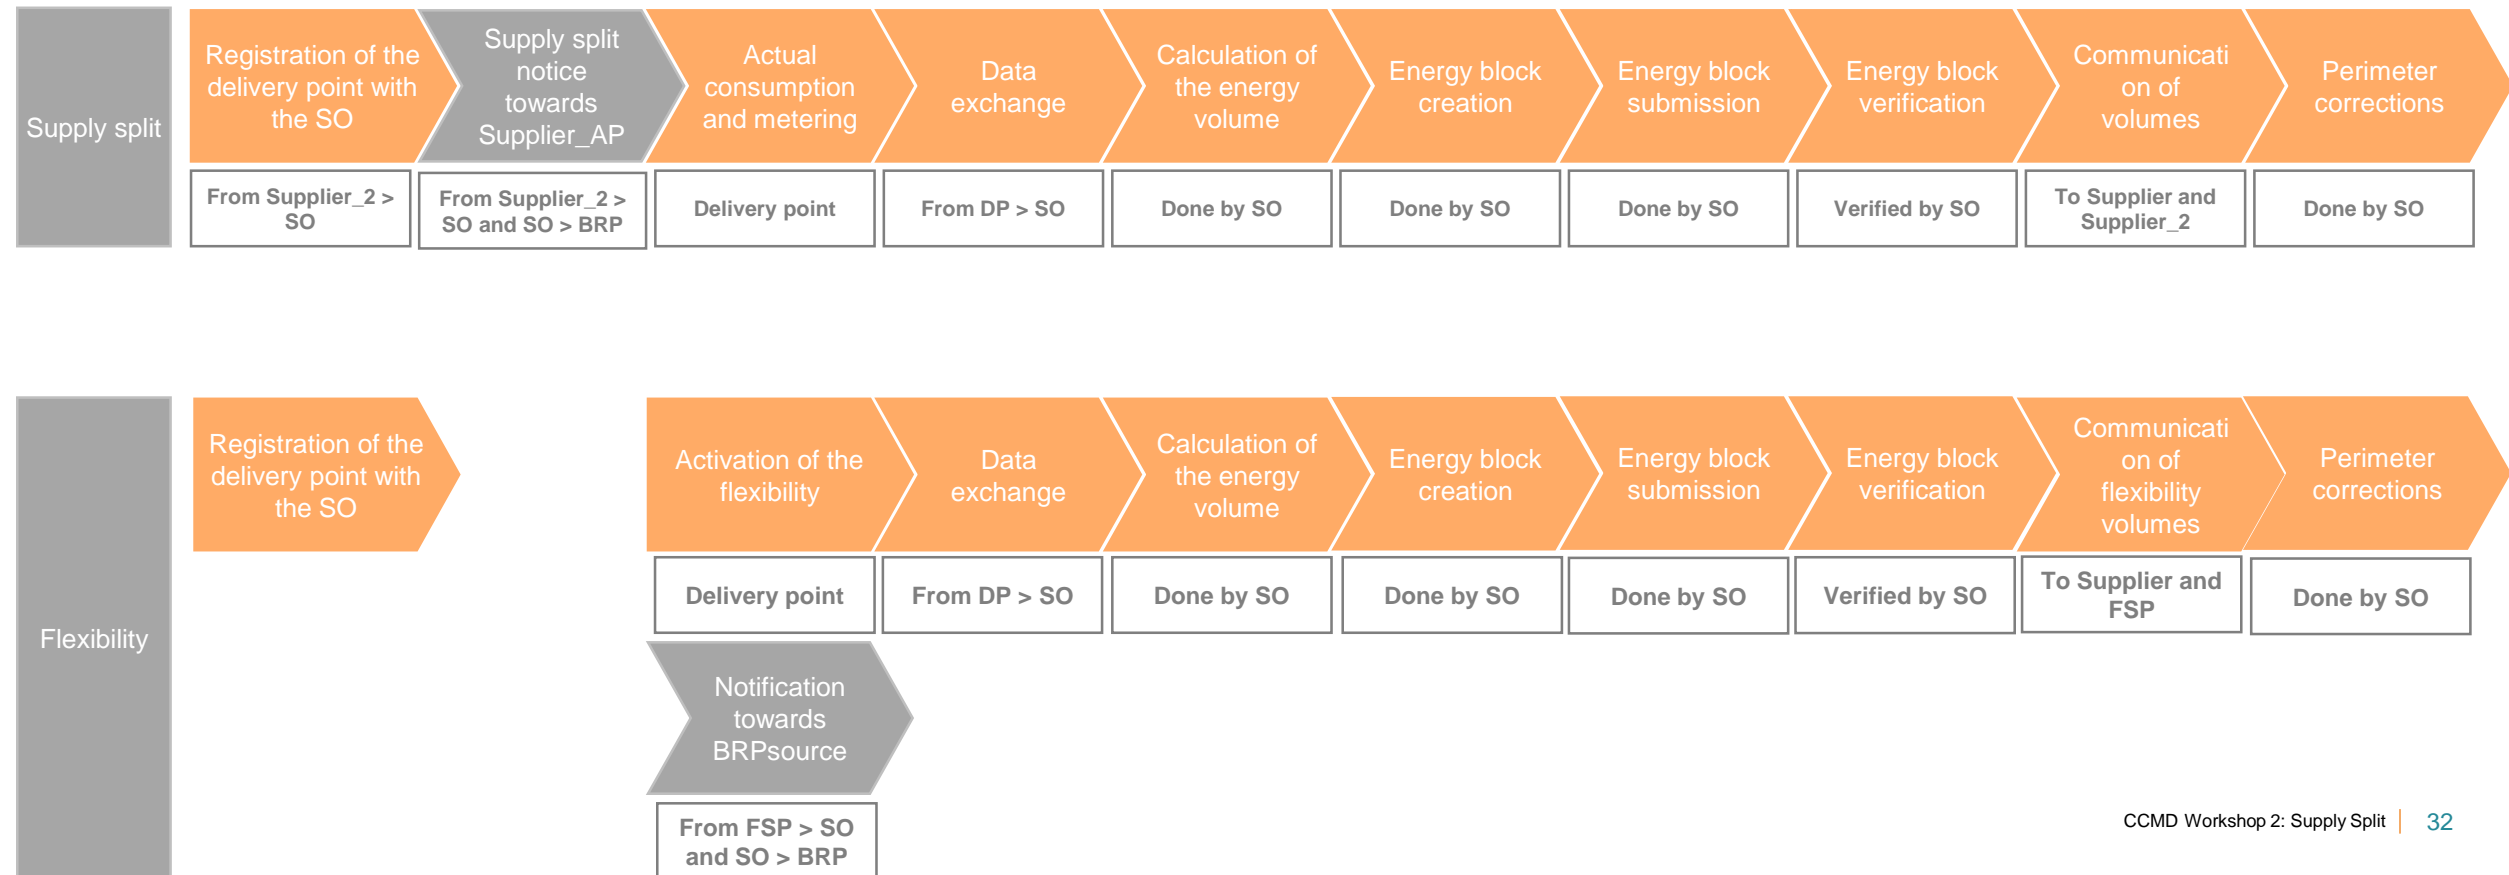 Supply split
Registration of the
delivery point with
the SO
Supply split
notice
towards
Supplier_AP
Actual
consumption
and metering
Data
exchange
Calculation of
the energy
volume
Energy block
creation
Energy block
submission
Energy block
verification
Communicati
on of
volumes
Perimeter
corrections
From Supplier_2 >
SO
From Supplier_2 >
SO and SO > BRP
Delivery point
From DP > SO
Done by SO
Done by SO
Done by SO
Verified by SO
To Supplier and
Supplier_2
Done by SO
Flexibility
Registration of the
delivery point with
the SO
Activation of the
flexibility
Data
exchange
Calculation of
the energy
volume
Energy block
creation
Energy block
submission
Energy block
verification
Communicati
on of
flexibility
volumes
Perimeter
corrections
Delivery point
From DP > SO
Done by SO
Done by SO
Done by SO
Verified by SO
To Supplier and
FSP
Done by SO
Notification
towards
BRPsource
From FSP > SO
and SO > BRP
CCMD Workshop 2: Supply Split 32